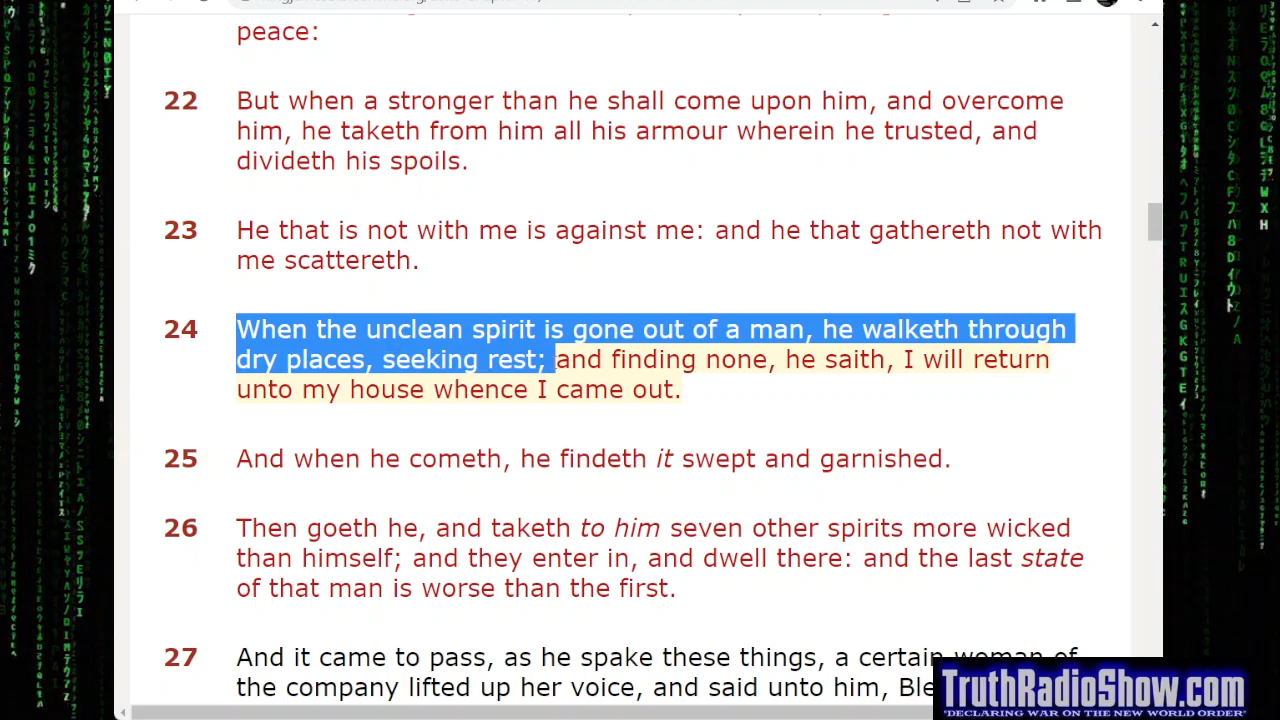 peace:
22 But when a stronger than he shall come upon him, and overcome
him, he taketh from him all his armour wherein he trusted, and
divideth his spoils.
23 He that is not with me is against me: and he that gathereth not with
me scattereth.
24 When the unclean spirit is gone out of a man, he walketh through
dry places, seeking rest; and finding none, he saith, I will return
unto my house whence I came out.
25 And when he cometh, he findeth it swept and garnished.
26 Then goeth he, and taketh to him seven other spirits more wicked
than himself; and they enter in, and dwell there: and the last state
of that man is worse than the first.
27 And it came to pass, as he spake these things, a certain woman of
the company lifted up her voice, and said unto him, Ble
TruthRadioShow.com
"DECLARING WAR ON THE NEW WORLD ORDER"